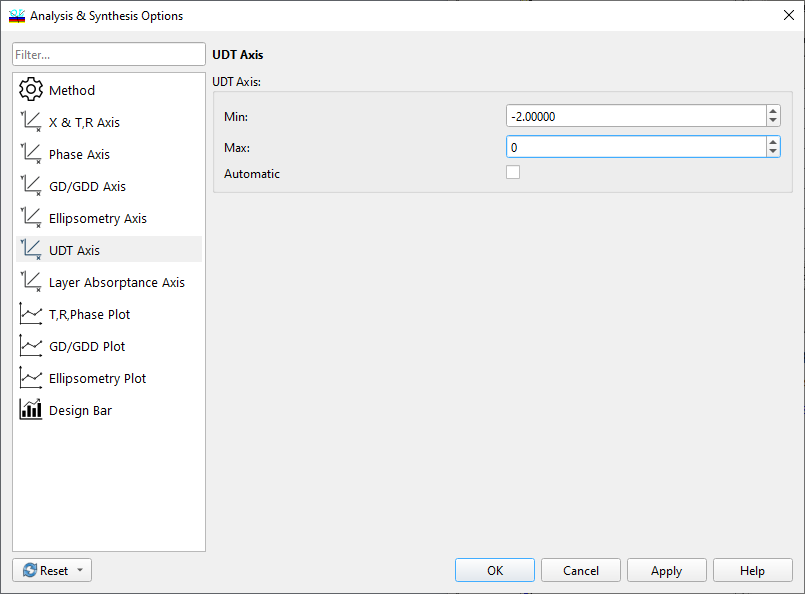 Analysis & Synthesis Options
Filter...
Method
X & T,R Axis
Phase Axis
GD/GDD Axis
Ellipsometry Axis
UDT Axis
Layer Absorptance Axis
T,R,Phase Plot
GD/GDD Plot
Ellipsometry Plot
Design Bar
UDT Axis
UDT Axis:
Min: -2.00000
Max: 0
Automatic
Reset
OK Cancel Apply Help